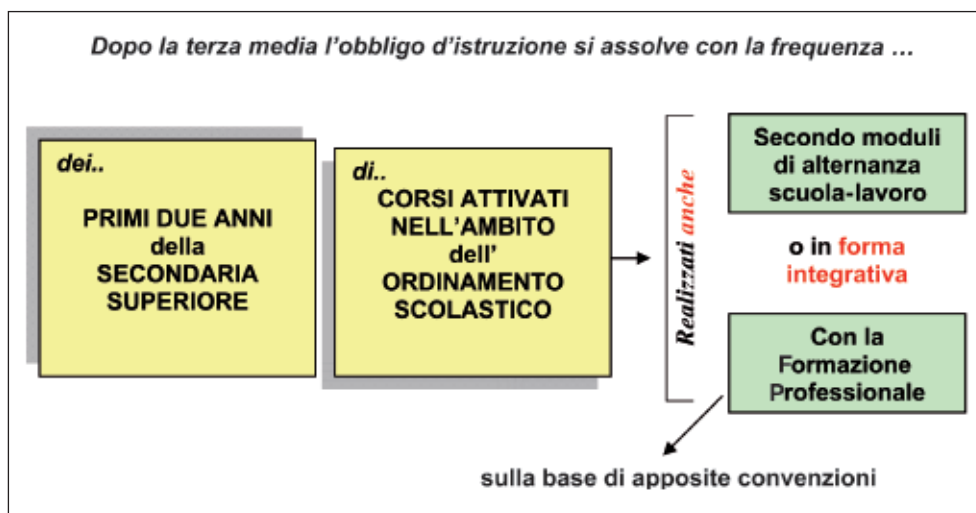 Dopo la terza media l'obbligo d'istruzione si assolve con la frequenza …
dei..
PRIMI DUE ANNI
della
SECONDARIA
SUPERIORE
di..
CORSI ATTIVATI
NELL'AMBITO
dell'
ORDINAMENTO
SCOLASTICO
Realizzati anche
Secondo moduli
di alternanza
scuola-lavoro
o in forma
integrativa
Con la
Formazione
Professionale
sulla base di apposite convenzioni